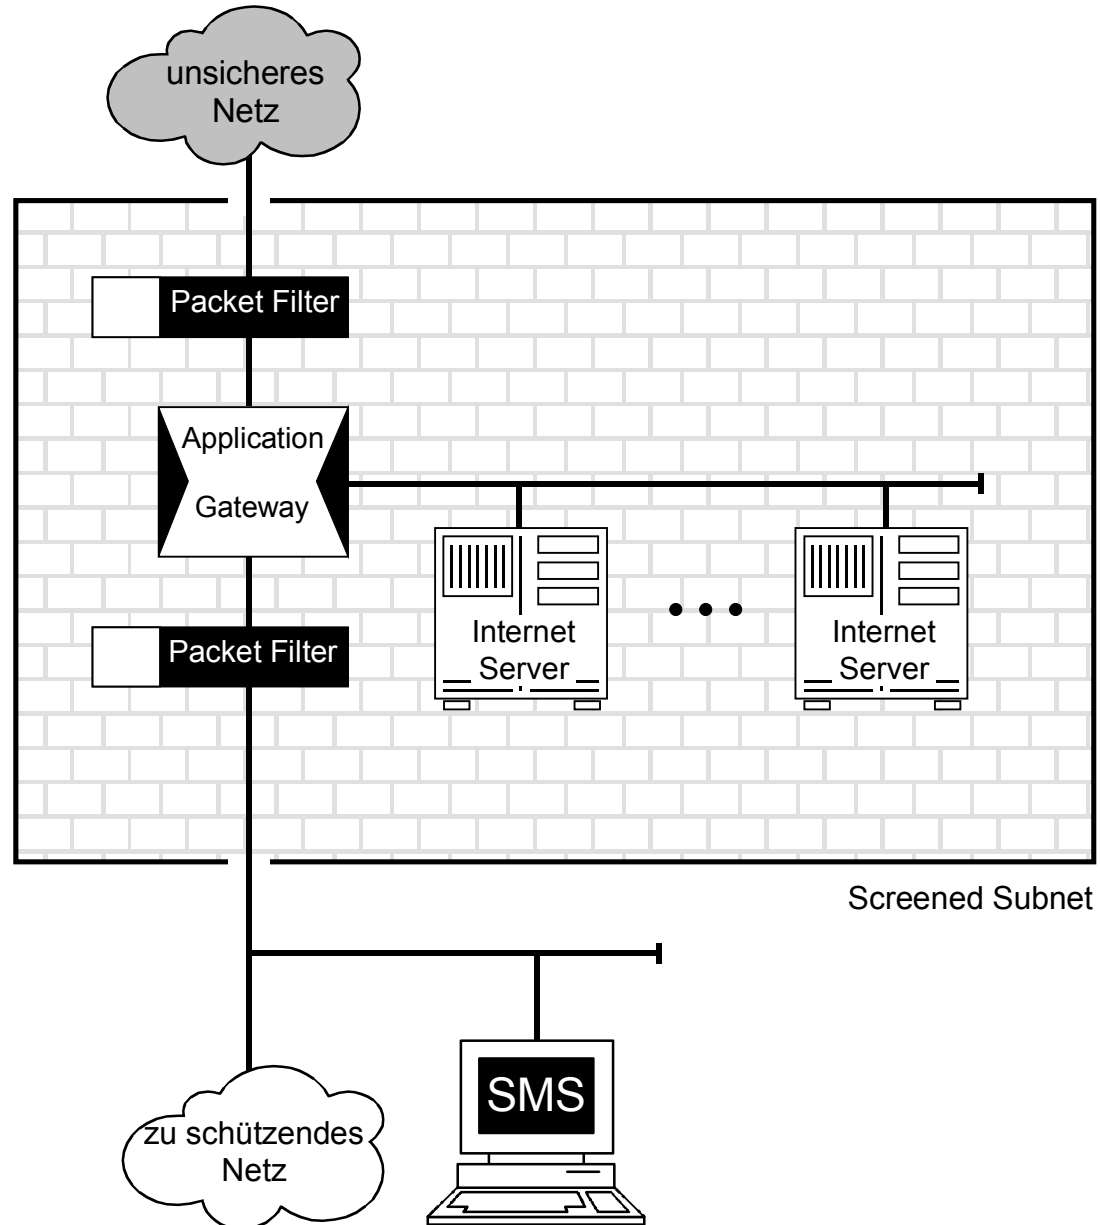 unsicheres
Netz
Packet Filter
Application
Gateway
Packet Filter
Internet
Server
Internet
Server
Screened Subnet
SMS
zu schützendes
Netz